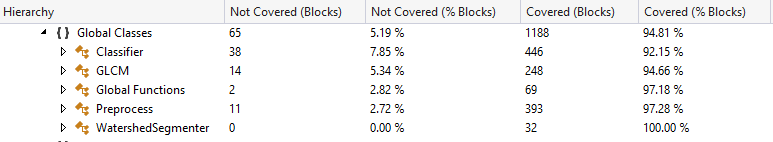 Hierarchy Not Covered (Blocks) Not Covered (% Blocks) Covered (Blocks) Covered (% Blocks)
{ } Global Classes 65 5.19 % 1188 94.81 %
Classifier 38 7.85 % 446 92.15 %
GLCM 14 5.34 % 248 94.66 %
Global Functions 2 2.82 % 69 97.18 %
Preprocess 11 2.72 % 393 97.28 %
WatershedSegmenter 0 0.00 % 32 100.00 %